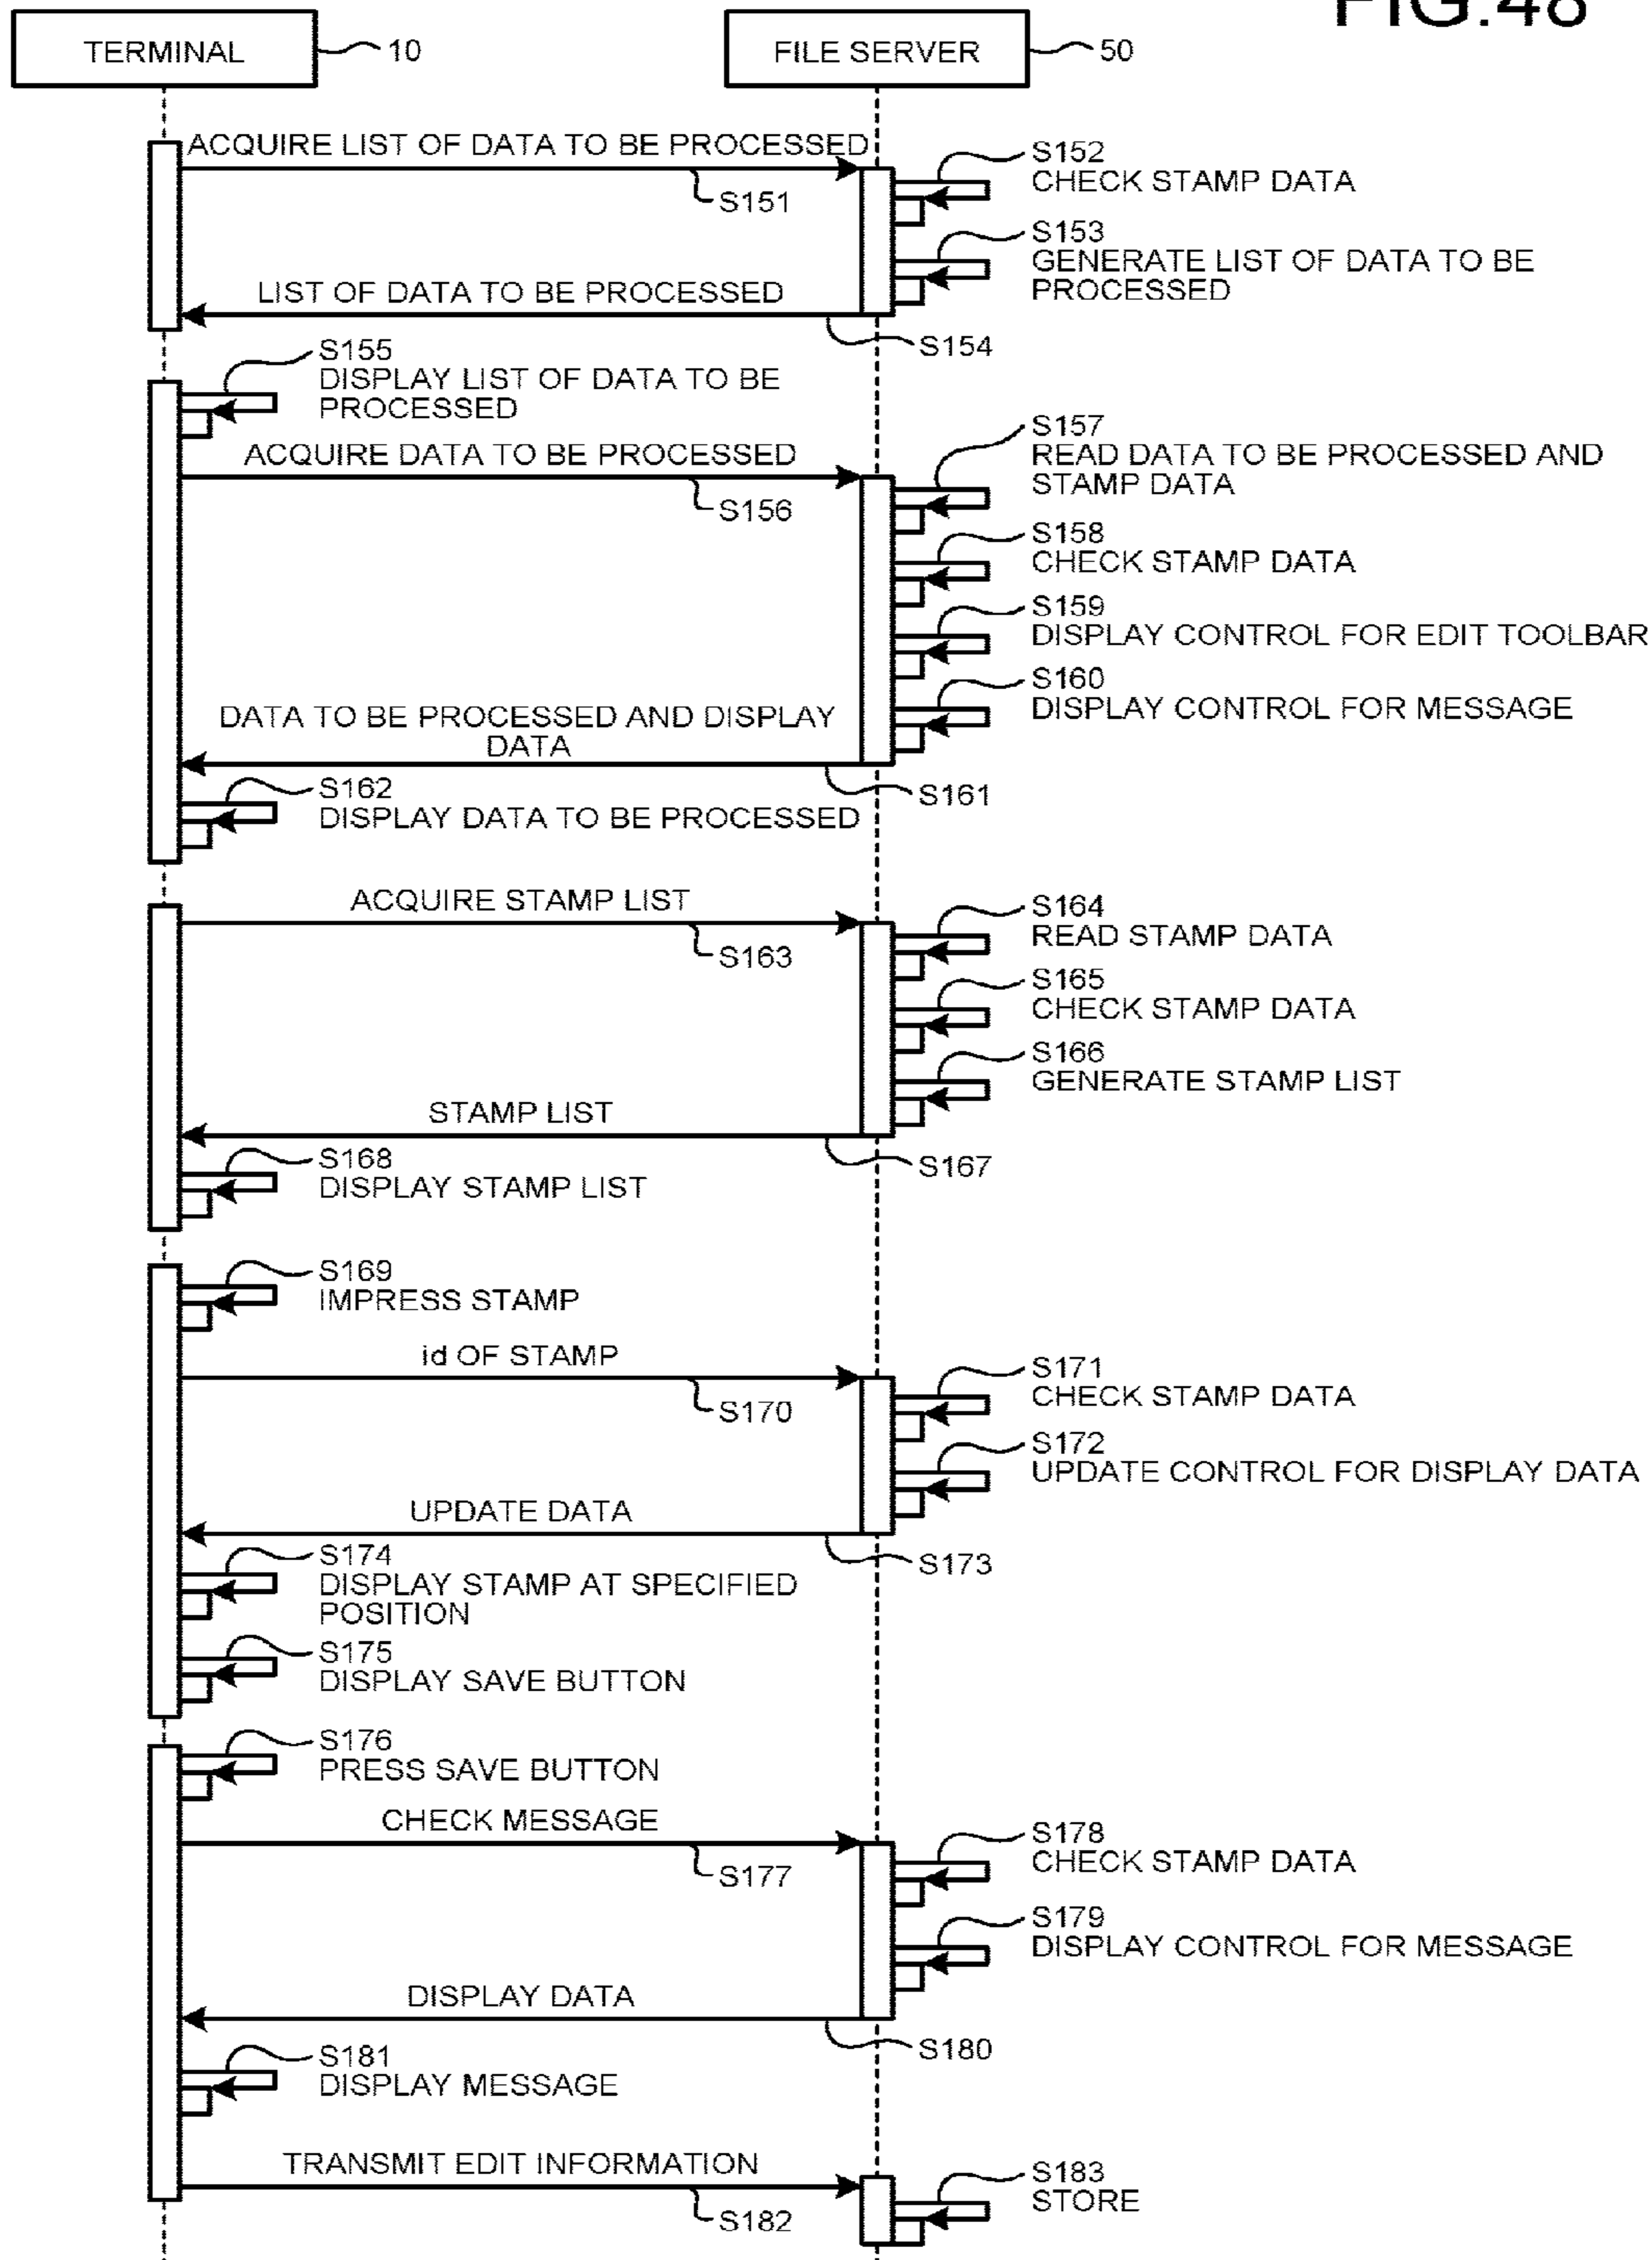 FIG.48
TERMINAL
10
FILE SERVER
50
ACQUIRE LIST OF DATA TO BE PROCESSED
S151
S152
CHECK STAMP DATA
S153
GENERATE LIST OF DATA TO BE
PROCESSED
LIST OF DATA TO BE PROCESSED
S154
S155
DISPLAY LIST OF DATA TO BE
PROCESSED
ACQUIRE DATA TO BE PROCESSED
S156
S157
READ DATA TO BE PROCESSED AND
STAMP DATA
S158
CHECK STAMP DATA
S159
DISPLAY CONTROL FOR EDIT TOOLBAR
S160
DISPLAY CONTROL FOR MESSAGE
DATA TO BE PROCESSED AND DISPLAY
DATA
S161
S162
DISPLAY DATA TO BE PROCESSED
ACQUIRE STAMP LIST
S163
S164
READ STAMP DATA
S165
CHECK STAMP DATA
S166
GENERATE STAMP LIST
STAMP LIST
S167
S168
DISPLAY STAMP LIST
S169
IMPRESS STAMP
id OF STAMP
S170
S171
CHECK STAMP DATA
S172
UPDATE CONTROL FOR DISPLAY DATA
UPDATE DATA
S173
S174
DISPLAY STAMP AT SPECIFIED
POSITION
S175
DISPLAY SAVE BUTTON
S176
PRESS SAVE BUTTON
CHECK MESSAGE
S177
S178
CHECK STAMP DATA
S179
DISPLAY CONTROL FOR MESSAGE
DISPLAY DATA
S180
S181
DISPLAY MESSAGE
TRANSMIT EDIT INFORMATION
S182
S183
STORE